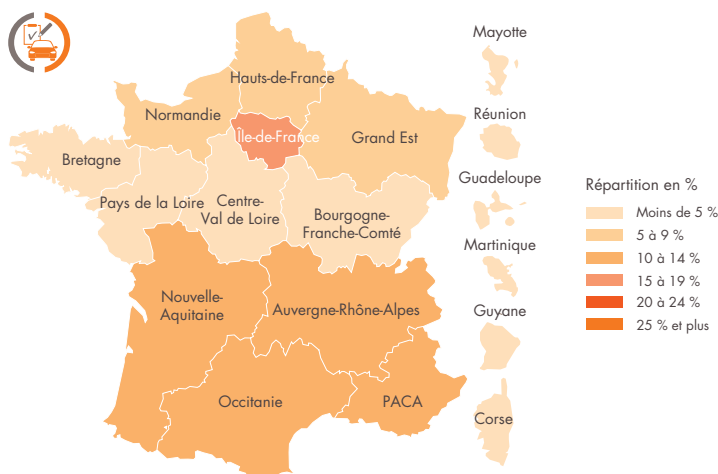 Mayotte
Hauts-de-France
Normandie
Réunion
Île-de-France
Grand Est
Bretagne
Guadeloupe
Pays de la Loire
Centre-
Val de Loire
Bourgogne-
Franche-Comté
Martinique
Nouvelle-
Aquitaine
Auvergne-Rhône-Alpes
Guyane
Occitanie
PACA
Corse
Répartition en %
Moins de 5 %
5 à 9 %
10 à 14 %
15 à 19 %
20 à 24 %
25 % et plus